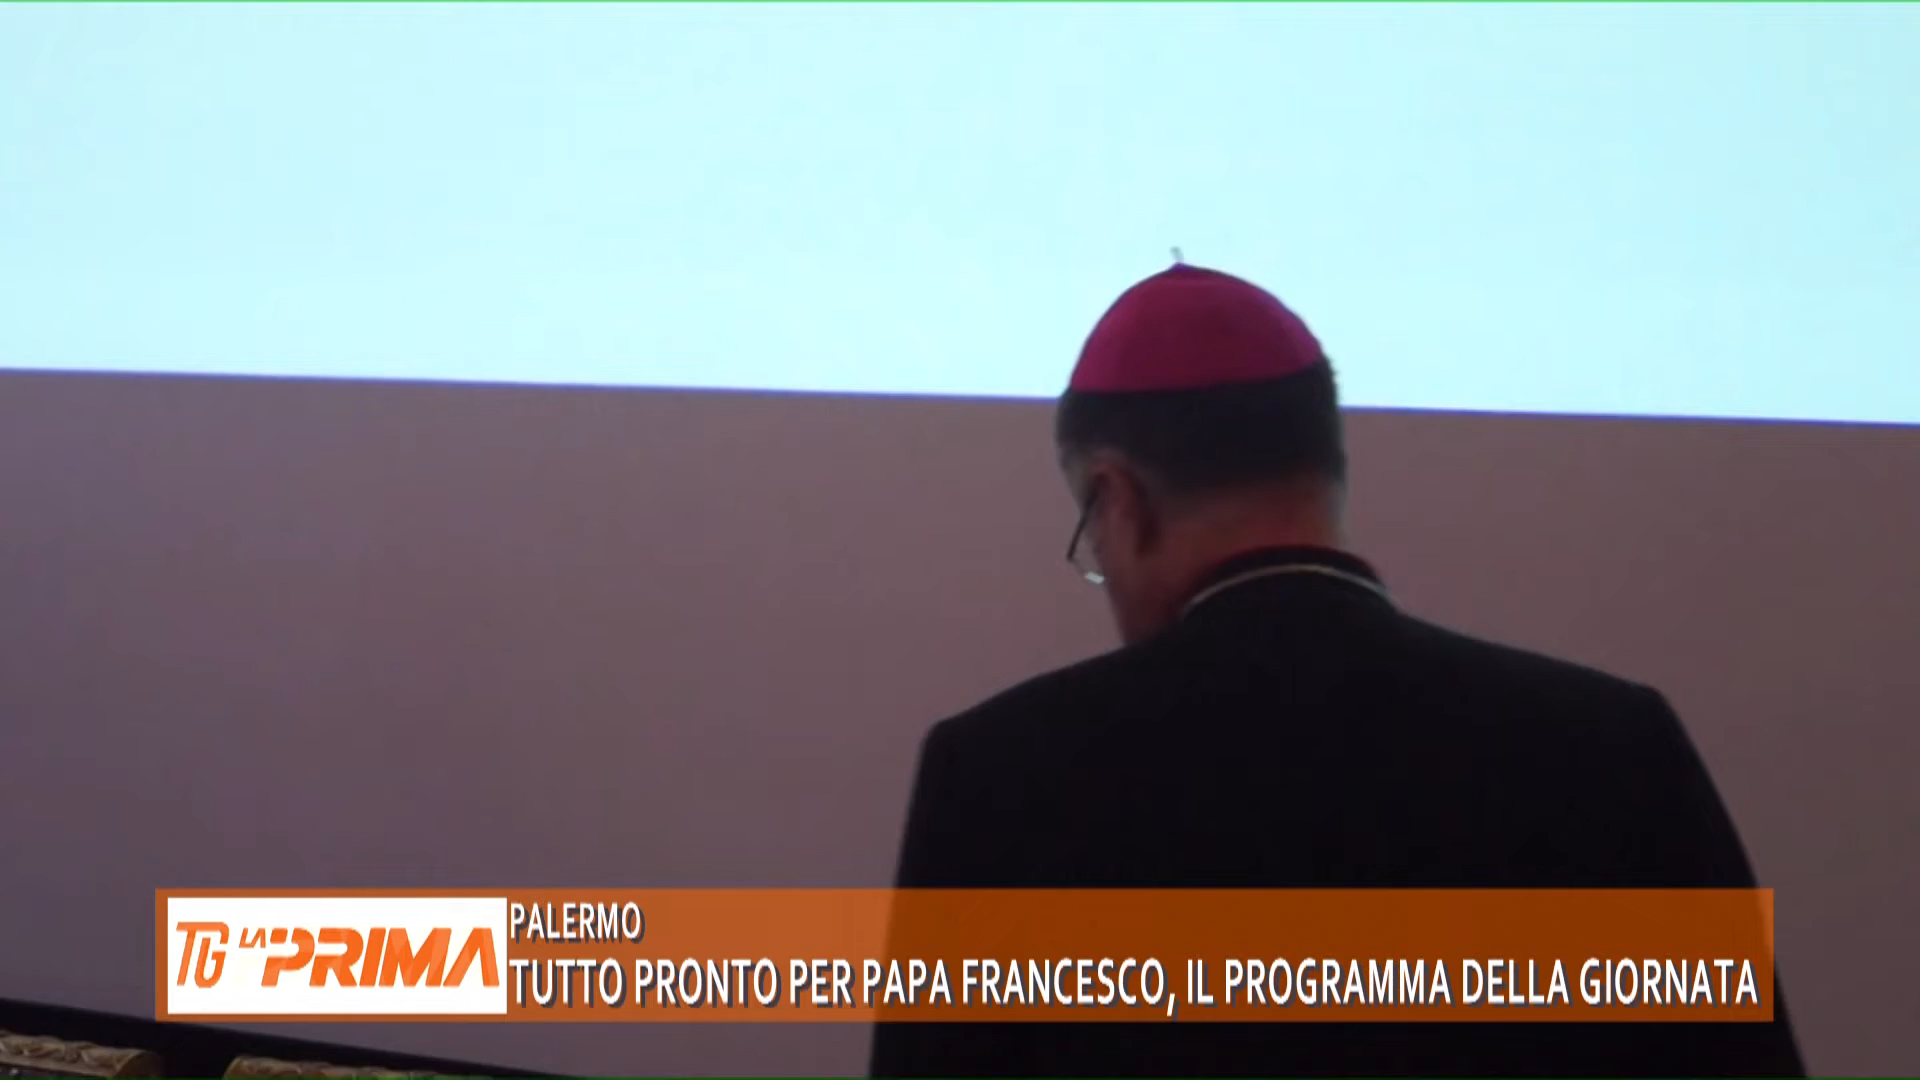 TG LA PRIMA
PALERMO
TUTTO PRONTO PER PAPA FRANCESCO, IL PROGRAMMA DELLA GIORNATA